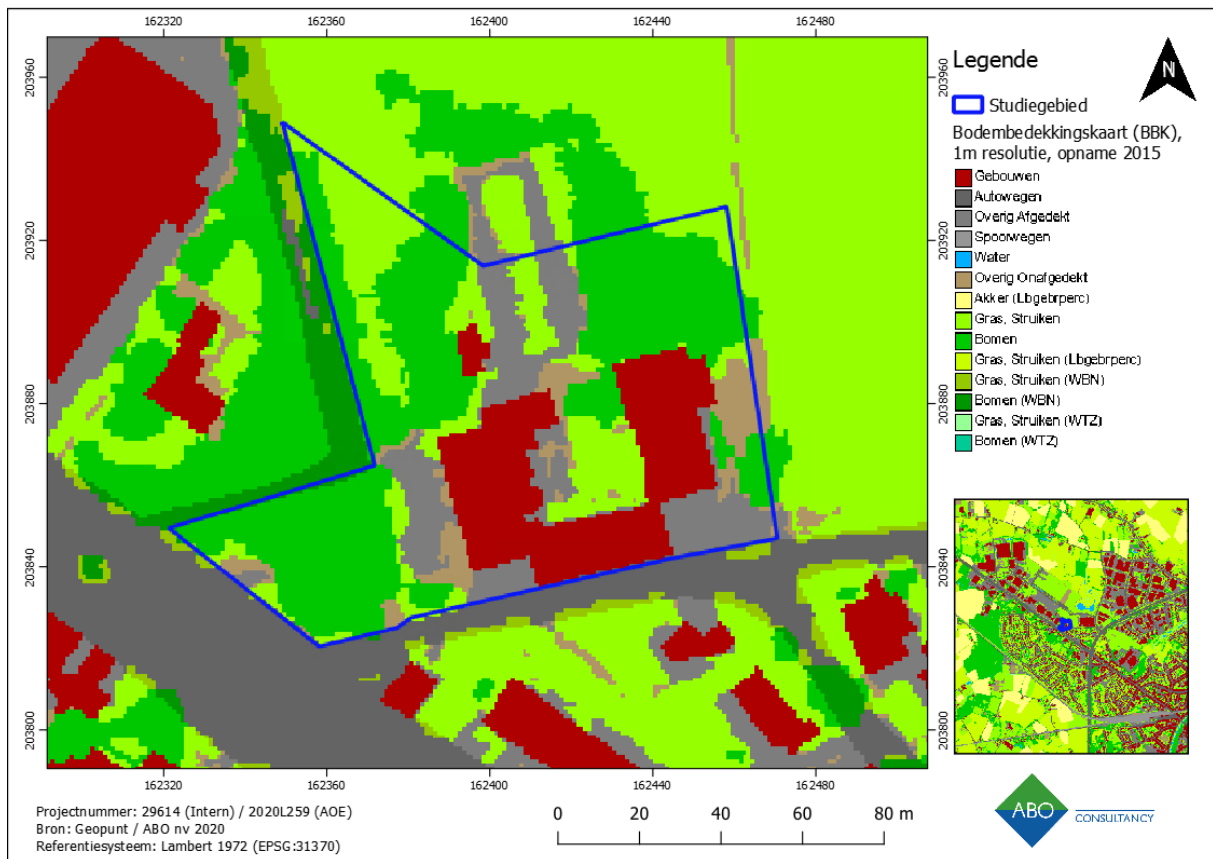 162320 162360 162400 162440 162480
203960 203920 203880 203840 203800
203960 203920 203880 203840 203800
162320 162360 162400 162440 162480
Legende
N
Studiegebied
Bodembedekkingskaart (BBK),
1m resolutie, opname 2015
Gebouwen
Autowegen
Overig Afgedekt
Spoorwegen
Water
Overig Onafgedekt
Akker (Lbgebrperc)
Gras, Struiken
Bomen
Gras, Struiken (Lbgebrperc)
Gras, Struiken (WBN)
Bomen (WBN)
Gras, Struiken (WTZ)
Bomen (WTZ)
Projectnummer: 29614 (Intern) / 2020L259 (AOE)
Bron: Geopunt / ABO nv 2020
Referentiesysteem: Lambert 1972 (EPSG:31370)
0 20 40 60 80 m
ABO
CONSULTANCY